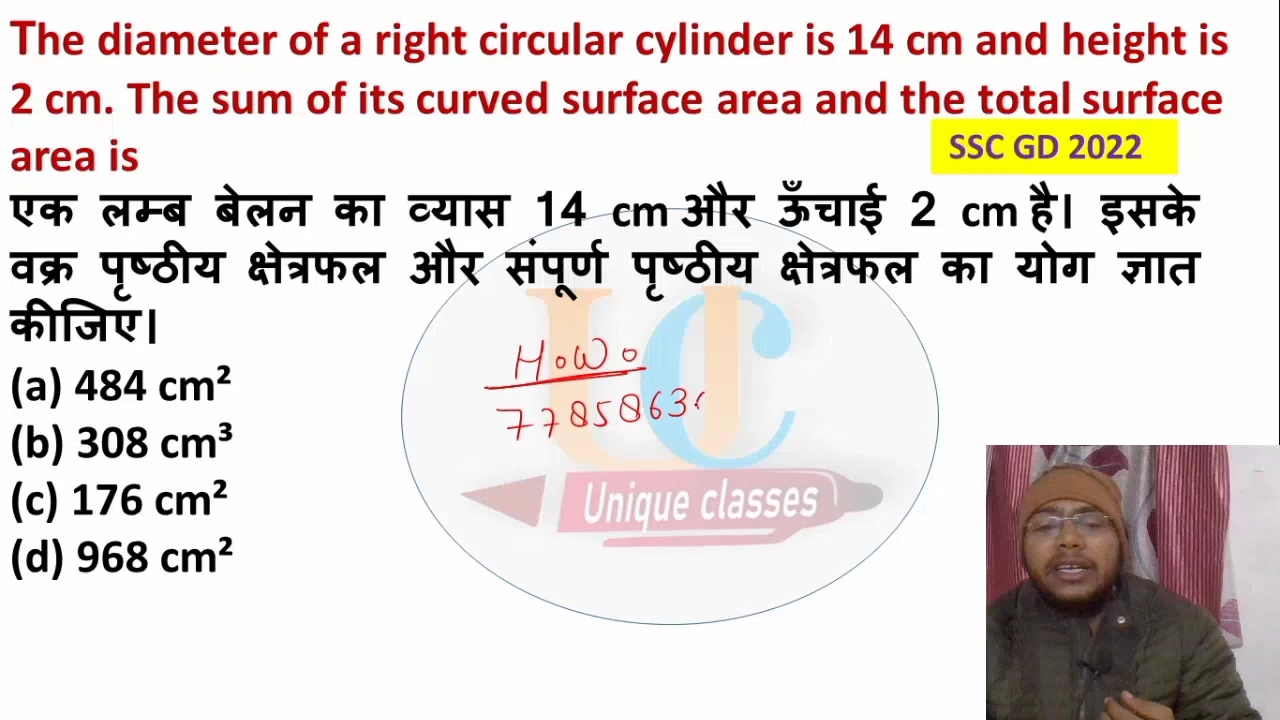 The diameter of a right circular cylinder is 14 cm and height is
2 cm. The sum of its curved surface area and the total surface
area is
SSC GD 2022
एक लम्ब बेलन का व्यास 14 cm और ऊँचाई 2 cm है। इसके
वक्र पृष्ठीय क्षेत्रफल और संपूर्ण पृष्ठीय क्षेत्रफल का योग ज्ञात
कीजिए।
(a) 484 cm²
(b) 308 cm³
(c) 176 cm²
(d) 968 cm²
H.W.
7785863
UC
Unique classes